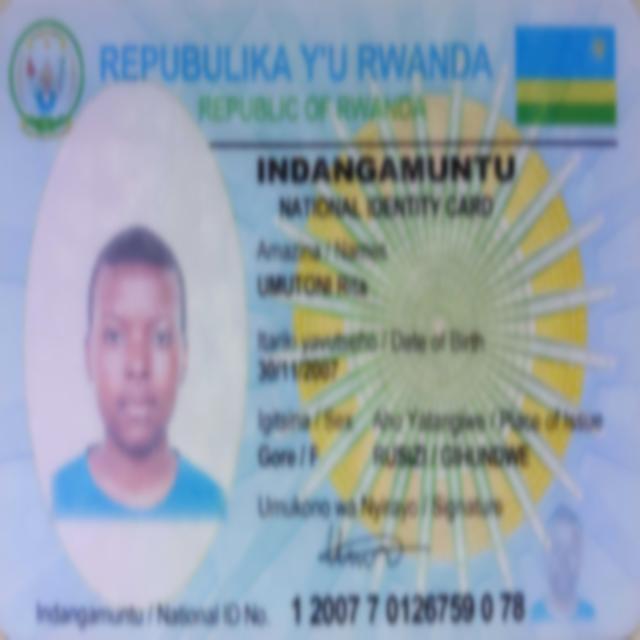 REPUBULIKA Y'U RWANDA
REPUBLIC OF RWANDA
INDANGAMUNTU
NATIONAL IDENTITY CARD
Amazina / Names
UMUTONI Rita
Itariki yavutseho / Date of Birth
30/11/2007
Igitsina / Sex Aho Yatangiwe / Place of Issue
Gore / F RUSIZI / GIHUNDWE
Umukono wa Nyirayo / Signature
Indangamuntu / National ID No. 1 2007 7 0126759 0 78